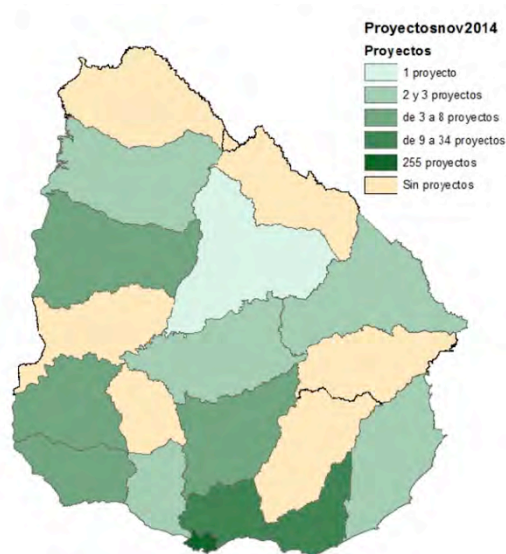 Proyectosnov2014
Proyectos
1 proyecto
2 y 3 proyectos
de 3 a 8 proyectos
de 9 a 34 proyectos
255 proyectos
Sin proyectos